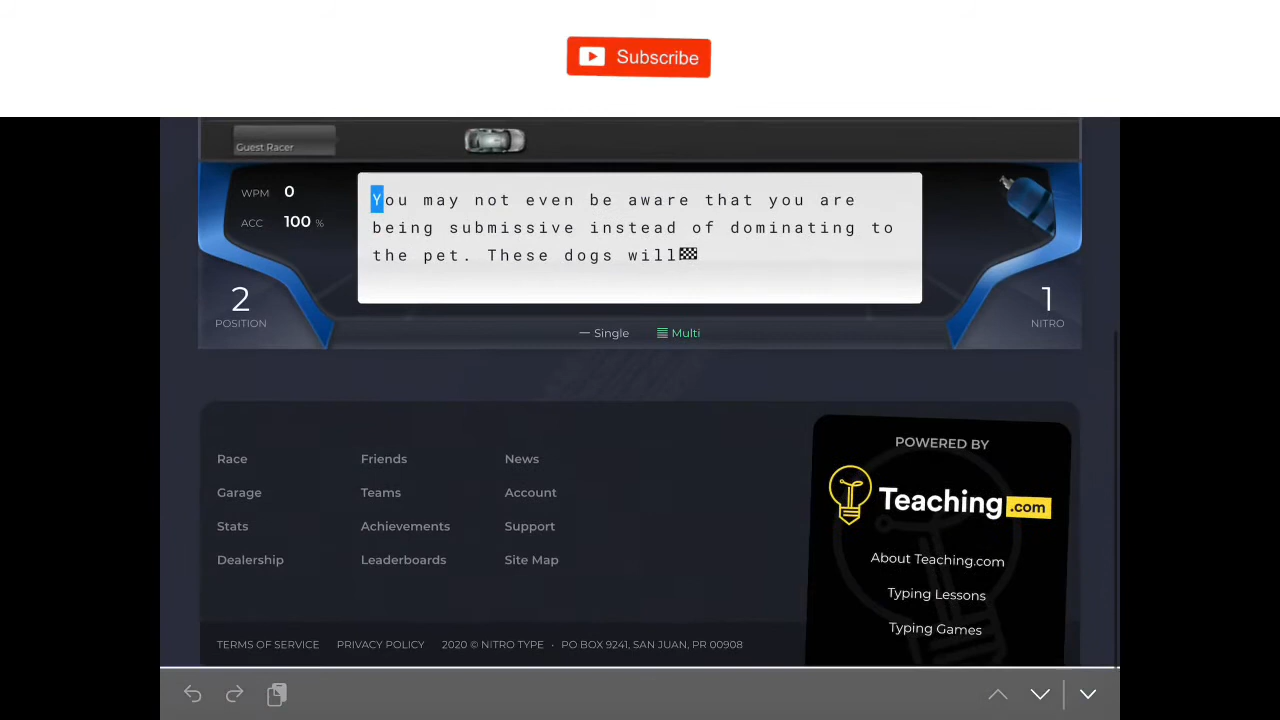 Subscribe
Guest Racer
WPM 0
ACC 100 %
You may not even be aware that you are
being submissive instead of dominating to
the pet. These dogs will
2
POSITION
1
NITRO
Single Multi
Race Friends News
Garage Teams Account
Stats Achievements Support
Dealership Leaderboards Site Map
POWERED BY
Teaching.com
About Teaching.com
Typing Lessons
Typing Games
TERMS OF SERVICE PRIVACY POLICY 2020 © NITRO TYPE · PO BOX 9241, SAN JUAN, PR 00908